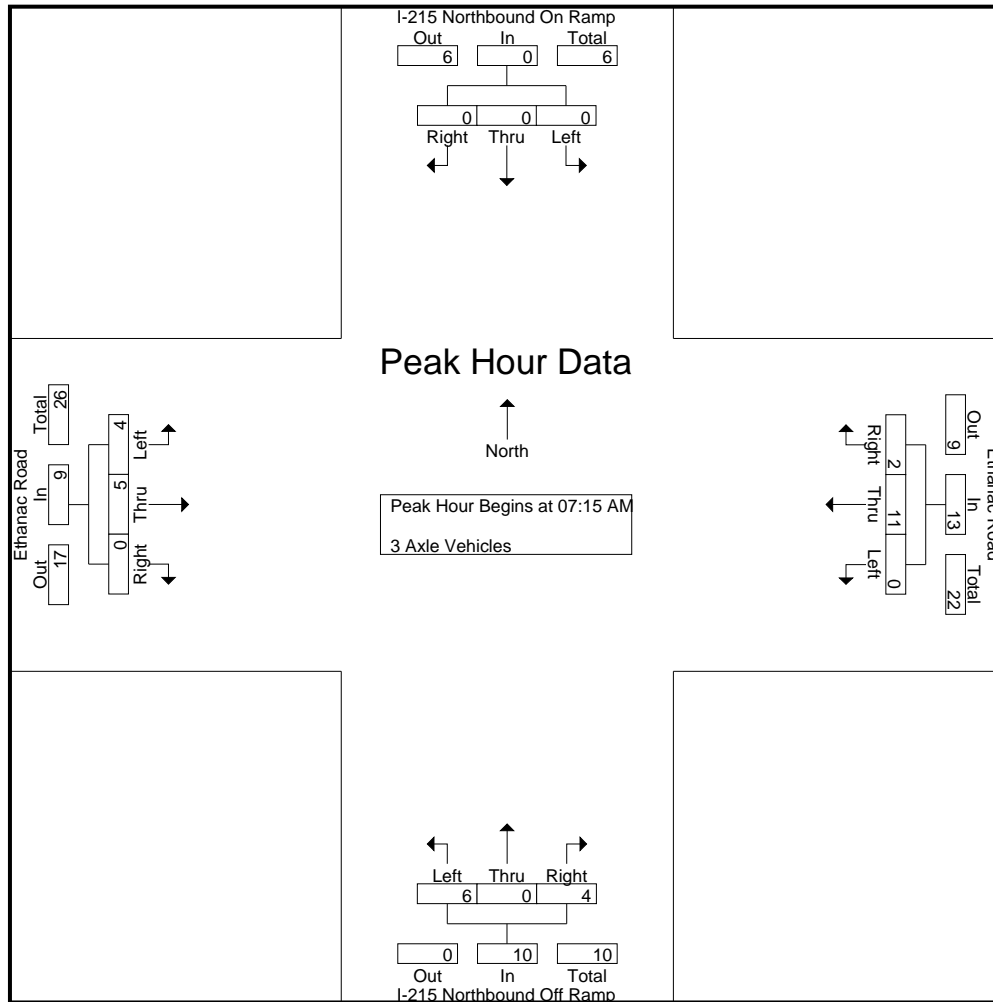 I-215 Northbound On Ramp
Out In Total
6 0 6
0 0 0
Right Thru Left
Peak Hour Data
North
Peak Hour Begins at 07:15 AM
3 Axle Vehicles
Ethanac Road
Total In Out
26 9 17
4 5 0
Left Thru Right
Ethanac Road
Out In Total
9 13 22
2 11 0
Right Thru Left
Left Thru Right
6 0 4
0 10 10
Out In Total
I-215 Northbound Off Ramp